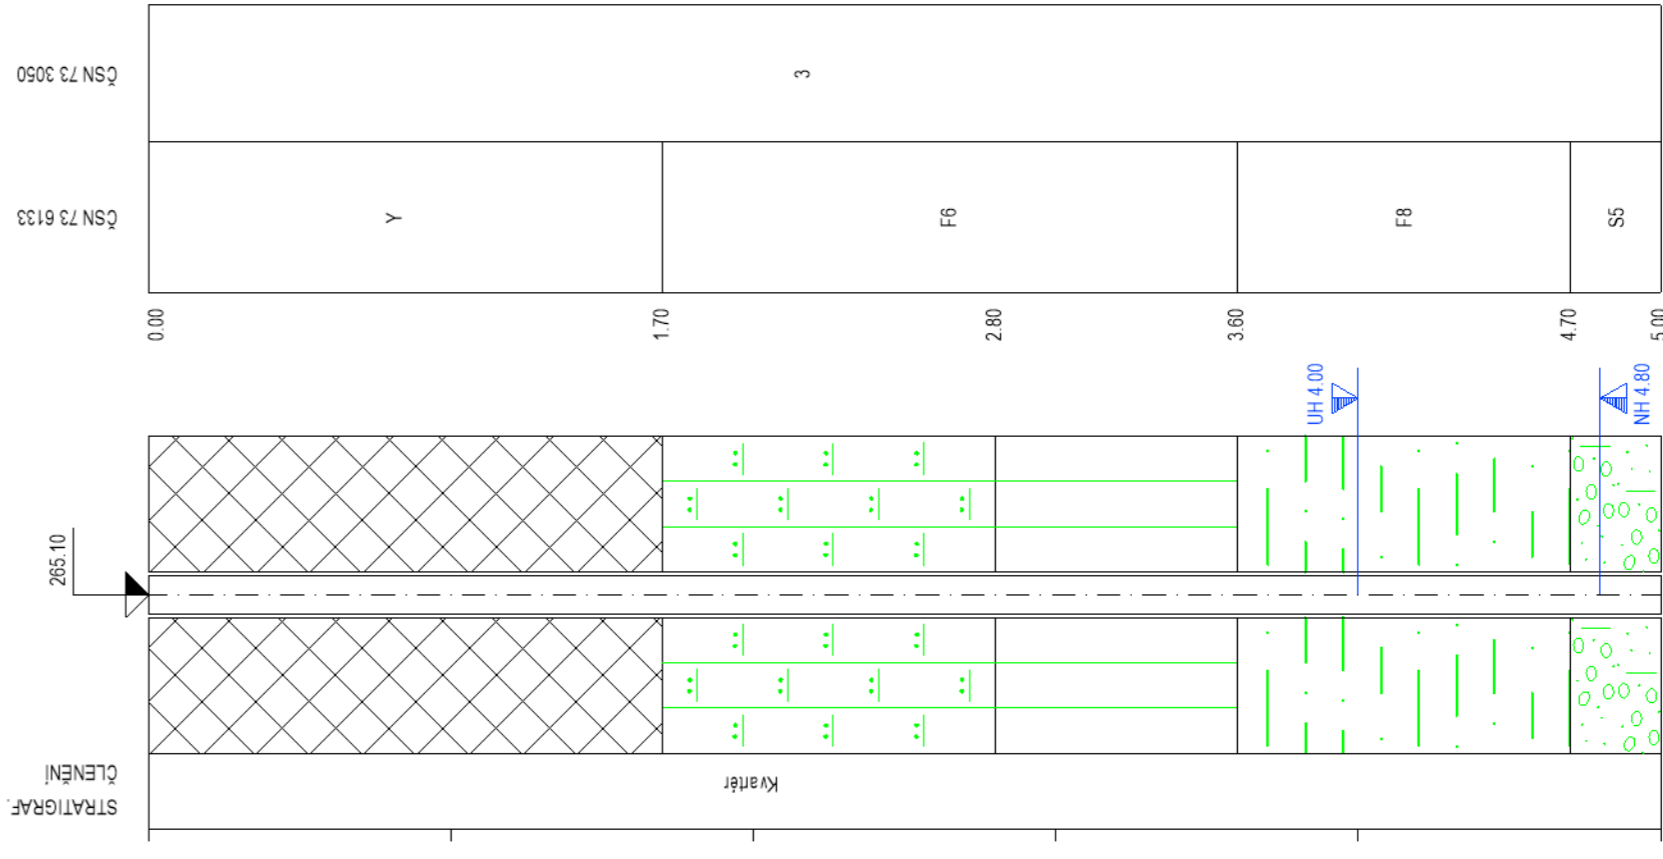 ČSN 73 3050
3
ČSN 73 6133
Y
F6
F8
S5
0.00
1.70
2.80
3.60
4.70
5.00
UH 4.00
NH 4.80
265.10
STRATIGRAF.
ČLENĚNÍ
Kvartér